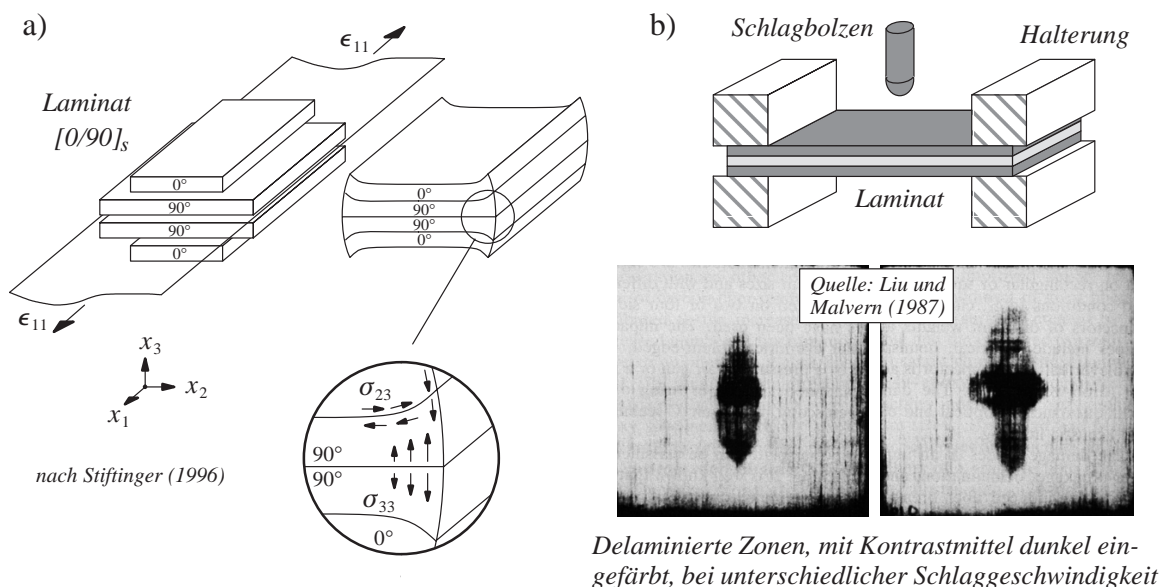 a)
ϵ₁₁
Laminat
[0/90]ₛ
0°
90°
90°
0°
0°
90°
90°
0°
ϵ₁₁
x₃
x₂
x₁
nach Stiftinger (1996)
σ₂₃
90°
90°
σ₃₃
0°
b)
Schlagbolzen
Halterung
Laminat
Quelle: Liu und
Malvern (1987)
Delaminierte Zonen, mit Kontrastmittel dunkel ein-
gefärbt, bei unterschiedlicher Schlaggeschwindigkeit